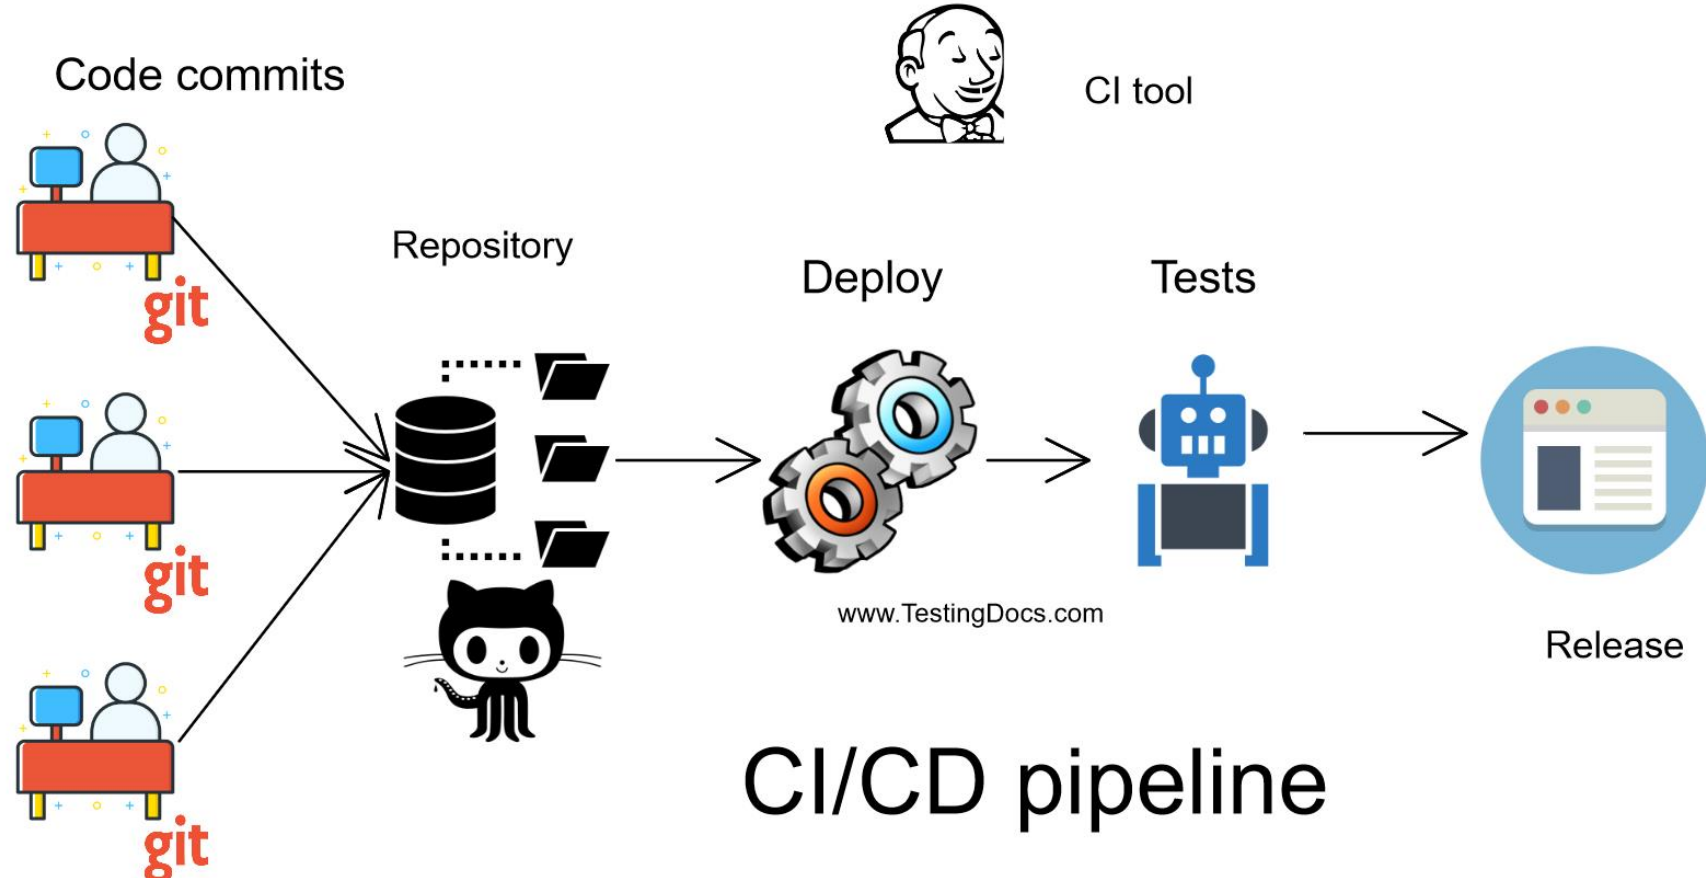 Code commits
CI tool
Repository
Deploy
Tests
git
git
git
www.TestingDocs.com
Release
CI/CD pipeline